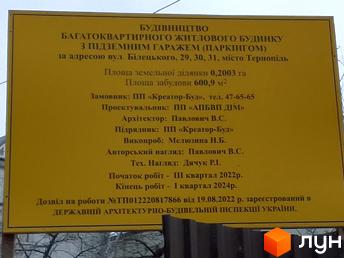 БУДІВНИЦТВО
БАГАТОКВАРТИРНОГО ЖИТЛОВОГО БУДИНКУ
З ПІДЗЕМНИМ ГАРАЖЕМ (ПАРКІНГОМ)
за адресою вул Білецького, 29, 30, 31, місто Тернопіль
Площа земельної ділянки 0,2003 га
Площа забудови 600,9 м²
Замовник: ПП «Креатор-Буд», тел. 47-65-65
Проектувальник: ПП «АПБВП ДІМ»
Архітектор: Павлович В.С.
Підрядник: ПП «Креатор-Буд»
Виконроб: Мелюзина Н.Б.
Авторський нагляд: Павлович В.С.
Тех. Нагляд: Дячук Р.І.
Початок робіт - III квартал 2022р.
Кінець робіт - I квартал 2024р.
Дозвіл на роботи №ТП012220817866 від 19.08.2022 р. зареєстрований в
ДЕРЖАВНІЙ АРХІТЕКТУРНО-БУДІВЕЛЬНІЙ ІНСПЕКЦІЇ УКРАЇНИ.
лун